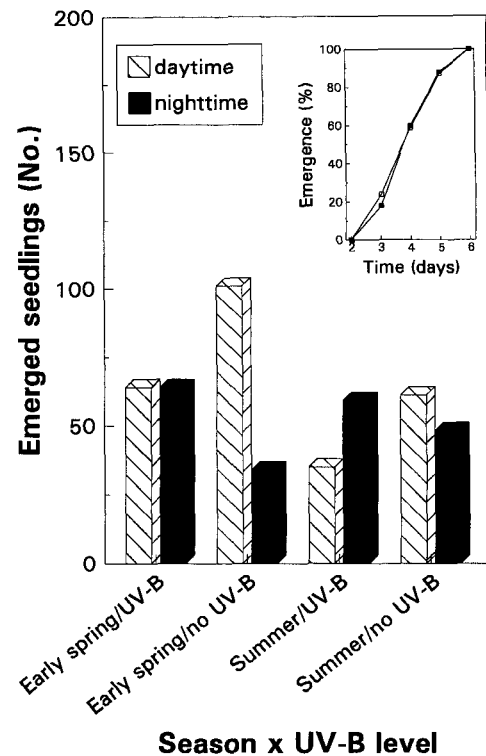 200
150
100
50
0
Emerged seedlings (No.)
daytime
nighttime
100
80
60
40
20
0
Emergence (%)
2 3 4 5 6
Time (days)
Early spring/UV-B
Early spring/no UV-B
Summer/UV-B
Summer/no UV-B
Season x UV-B level